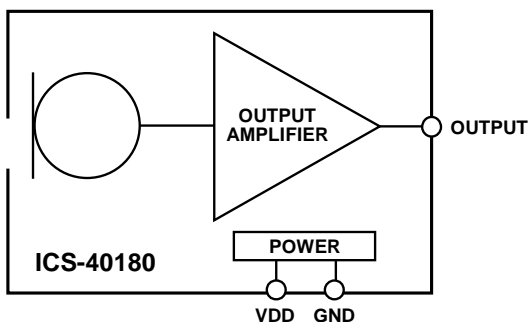 OUTPUT
AMPLIFIER
OUTPUT
POWER
ICS-40180
VDD GND